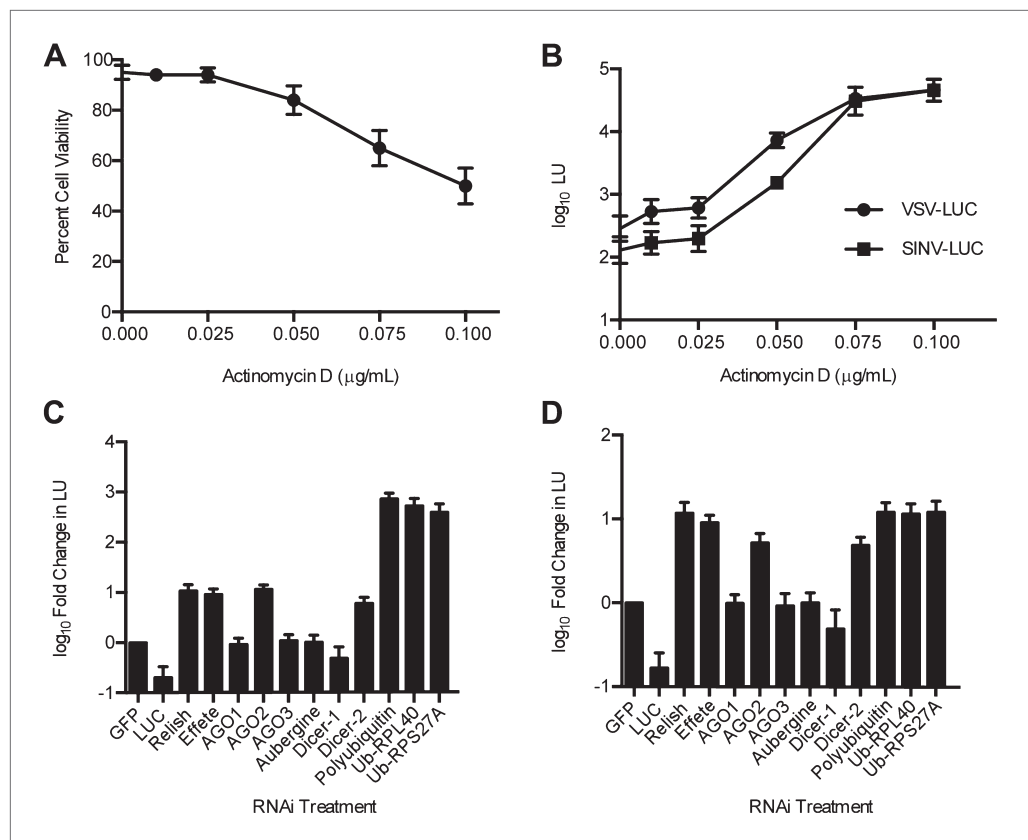 A
Percent Cell Viability
100
80
60
40
20
0
0.000 0.025 0.050 0.075 0.100
Actinomycin D (μg/mL)
B
log10 LU
5
4
3
2
1
VSV-LUC
SINV-LUC
0.000 0.025 0.050 0.075 0.100
Actinomycin D (μg/mL)
C
log10 Fold Change in LU
4
3
2
1
0
-1
GFP
LUC
Relish
Effete
AGO1
AGO2
AGO3
Aubergine
Dicer-1
Dicer-2
Polyubiquitin
Ub-RPL40
Ub-RPS27A
RNAi Treatment
D
log10 Fold Change in LU
2
1
0
-1
GFP
LUC
Relish
Effete
AGO1
AGO2
AGO3
Aubergine
Dicer-1
Dicer-2
Polyubiquitin
Ub-RPL40
Ub-RPS27A
RNAi Treatment